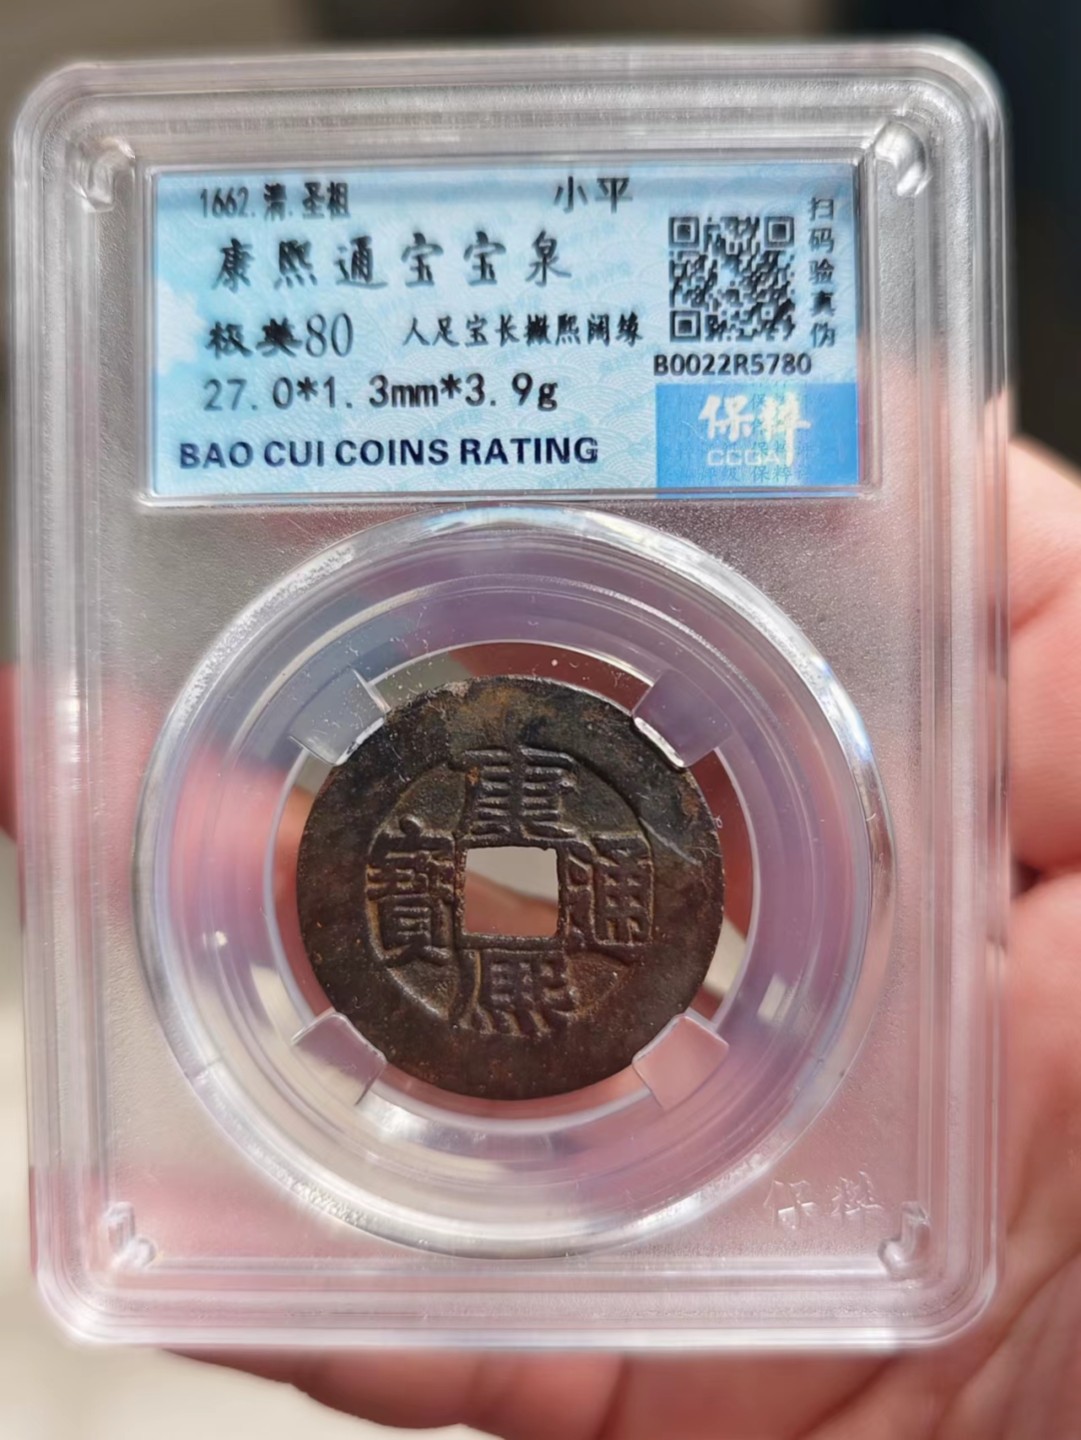 1662.清.圣祖
小平
康熙通宝宝泉
极美80
人足宝长撇熙阔缘
27.0*1.3mm*3.9g
BAO CUI COINS RATING
扫码验真伪
B0022R5780
保粹
CCGA
康熙通寶
保粹